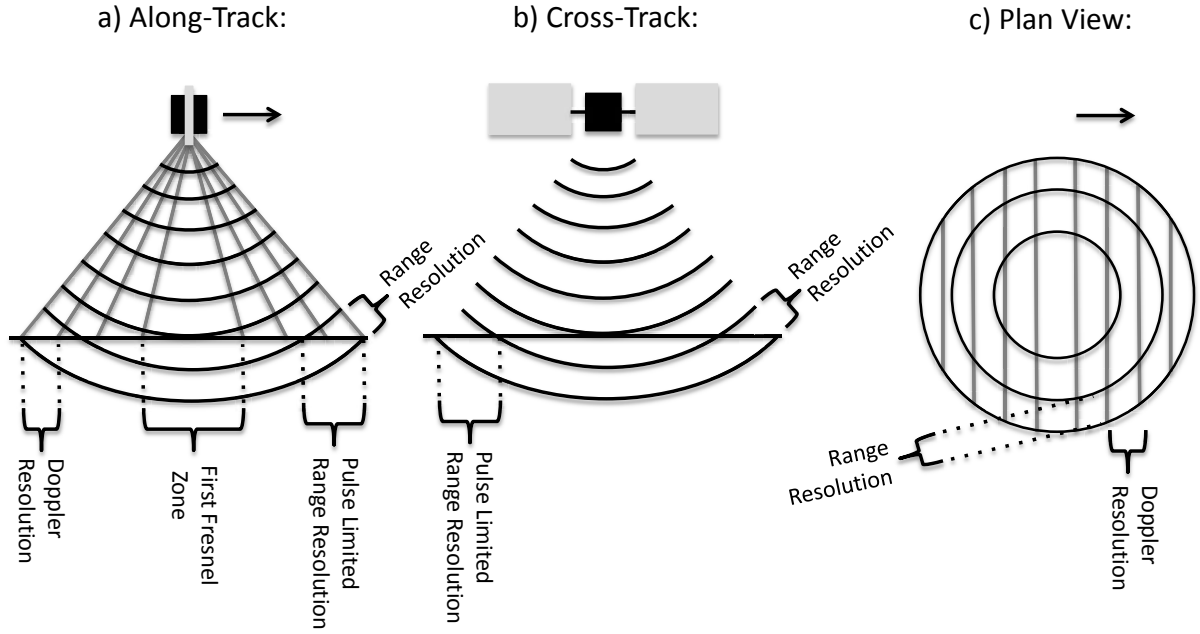 a) Along-Track:
b) Cross-Track:
c) Plan View:
Range
Resolution
Range
Resolution
Doppler
Resolution
First Fresnel
Zone
Pulse Limited
Range Resolution
Pulse Limited
Range Resolution
Range
Resolution
Doppler
Resolution